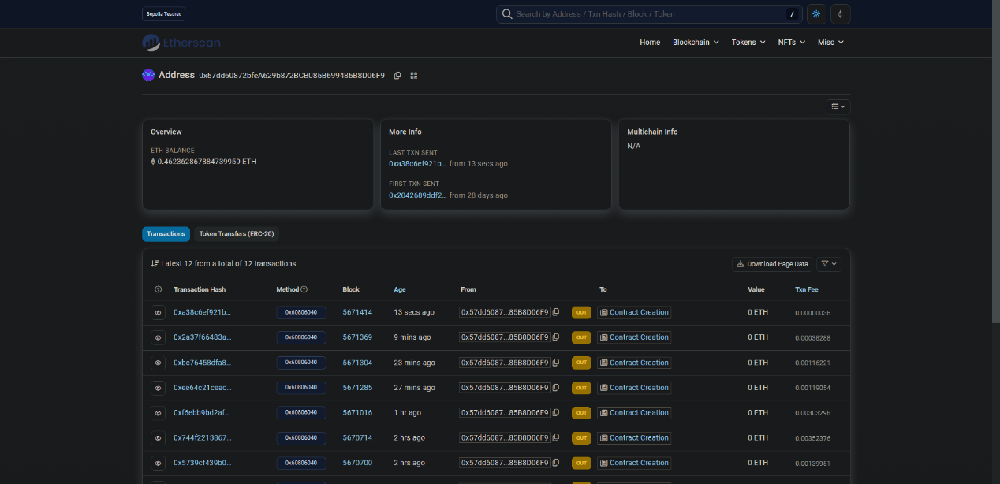 Sepolia Testnet
Search by Address / Txn Hash / Block / Token /
Etherscan
Home Blockchain Tokens NFTs Misc
Address 0x57dd60872bfeA629b872BCB085B699485B8D06F9
Overview
ETH BALANCE
0.462362867884739959 ETH
More Info
LAST TXN SENT
0xa38c6ef921b... from 13 secs ago
FIRST TXN SENT
0x2042689ddf2... from 28 days ago
Multichain Info
N/A
Transactions Token Transfers (ERC-20)
Latest 12 from a total of 12 transactions
Download Page Data
Transaction Hash Method Block Age From To Value Txn Fee
0xa38c6ef921b... 0x60806040 5671414 13 secs ago 0x57dd6087...85B8D06F9 OUT Contract Creation 0 ETH 0.00000036
0x2a37f66483a... 0x60806040 5671369 9 mins ago 0x57dd6087...85B8D06F9 OUT Contract Creation 0 ETH 0.00038288
0xbc76458dfa8... 0x60806040 5671304 23 mins ago 0x57dd6087...85B8D06F9 OUT Contract Creation 0 ETH 0.00116221
0xee64c21ceac... 0x60806040 5671285 27 mins ago 0x57dd6087...85B8D06F9 OUT Contract Creation 0 ETH 0.00119054
0xf6ebb9bd2af... 0x60806040 5671016 1 hr ago 0x57dd6087...85B8D06F9 OUT Contract Creation 0 ETH 0.00303296
0x744f2213867... 0x60806040 5670714 2 hrs ago 0x57dd6087...85B8D06F9 OUT Contract Creation 0 ETH 0.00352376
0x5739cf439b0... 0x60806040 5670700 2 hrs ago 0x57dd6087...85B8D06F9 OUT Contract Creation 0 ETH 0.00139951